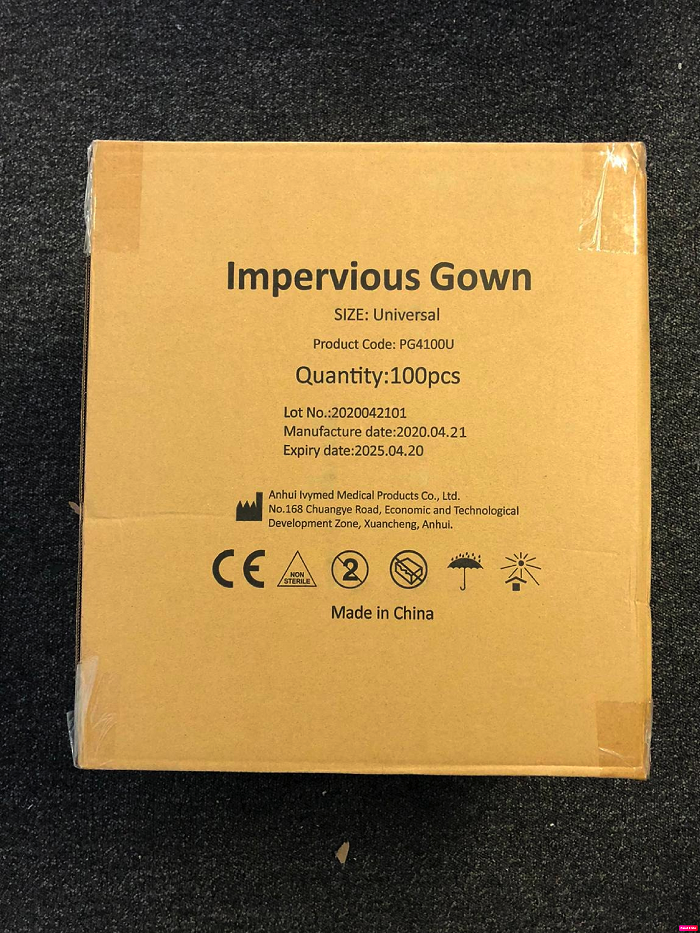 Impervious Gown
SIZE: Universal
Product Code: PG4100U
Quantity:100pcs
Lot No.:2020042101
Manufacture date:2020.04.21
Expiry date:2025.04.20
Anhui Ivymed Medical Products Co., Ltd.
No.168 Chuangye Road, Economic and Technological
Development Zone, Xuancheng, Anhui.
CE
NON
STERILE
2
Made in China